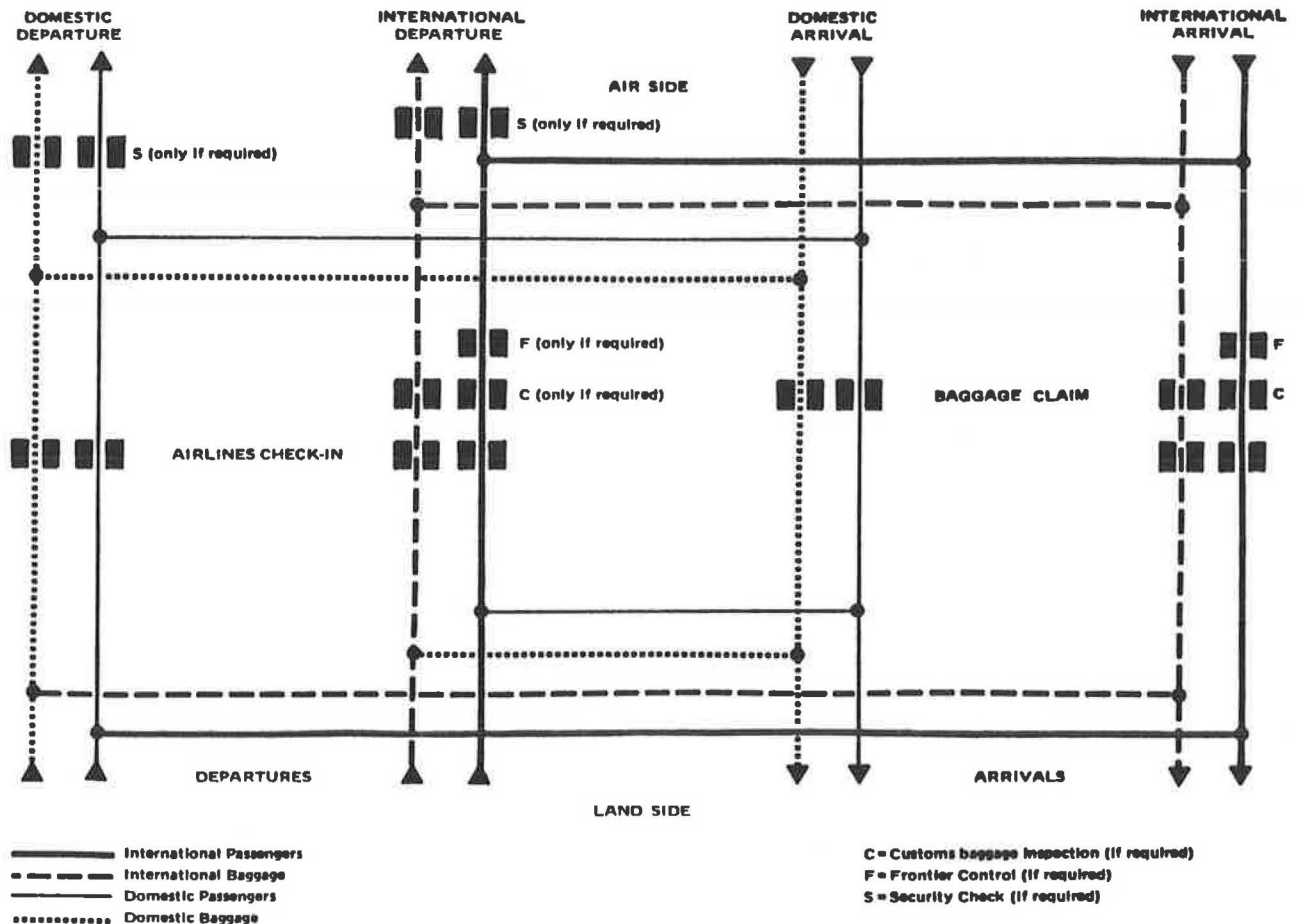 DOMESTIC
DEPARTURE
INTERNATIONAL
DEPARTURE
DOMESTIC
ARRIVAL
INTERNATIONAL
ARRIVAL
AIR SIDE
S (only if required)
S (only if required)
F (only if required)
F
C (only if required)
BAGGAGE CLAIM
C
AIRLINES CHECK-IN
DEPARTURES
ARRIVALS
LAND SIDE
International Passengers
International Baggage
Domestic Passengers
Domestic Baggage
C = Customs baggage inspection (if required)
F = Frontier Control (if required)
S = Security Check (if required)